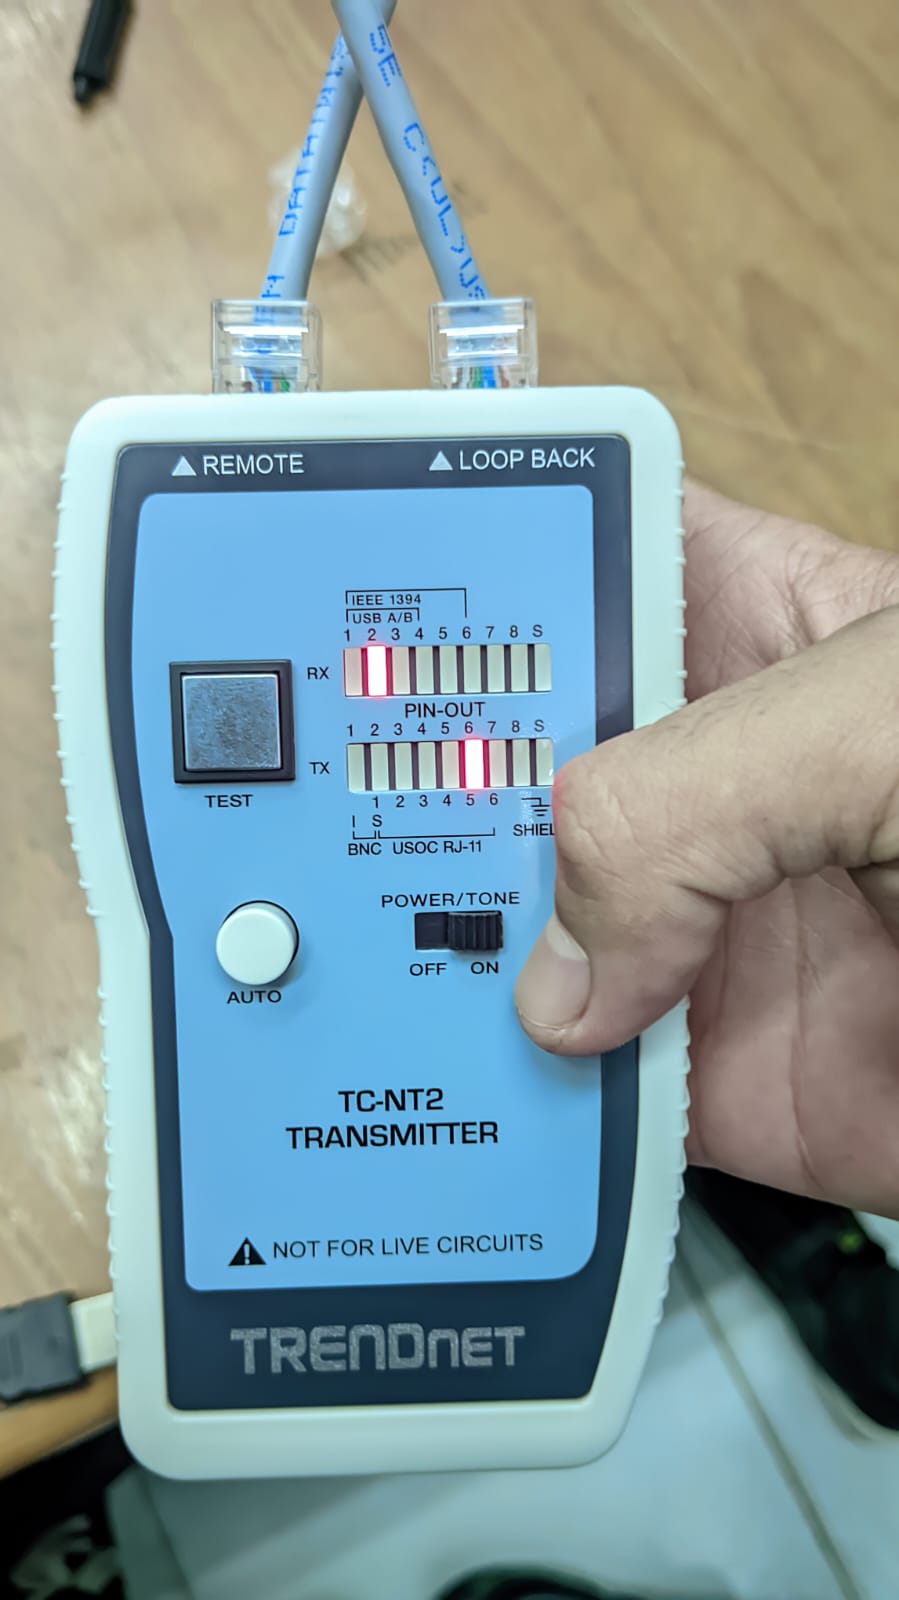 5E
▲ REMOTE
▲ LOOP BACK
IEEE 1394
USB A/B
1 2 3 4 5 6 7 8 S
RX
PIN-OUT
1 2 3 4 5 6 7 8 S
TX
1 2 3 4 5 6
TEST
I S
BNC USOC RJ-11
SHIEL
POWER/TONE
OFF ON
AUTO
TC-NT2
TRANSMITTER
NOT FOR LIVE CIRCUITS
TRENDNET